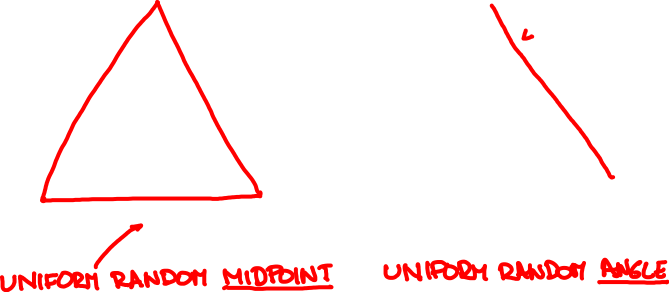 UNIFORM RANDOM MIDPOINT
UNIFORM RANDOM ANGLE